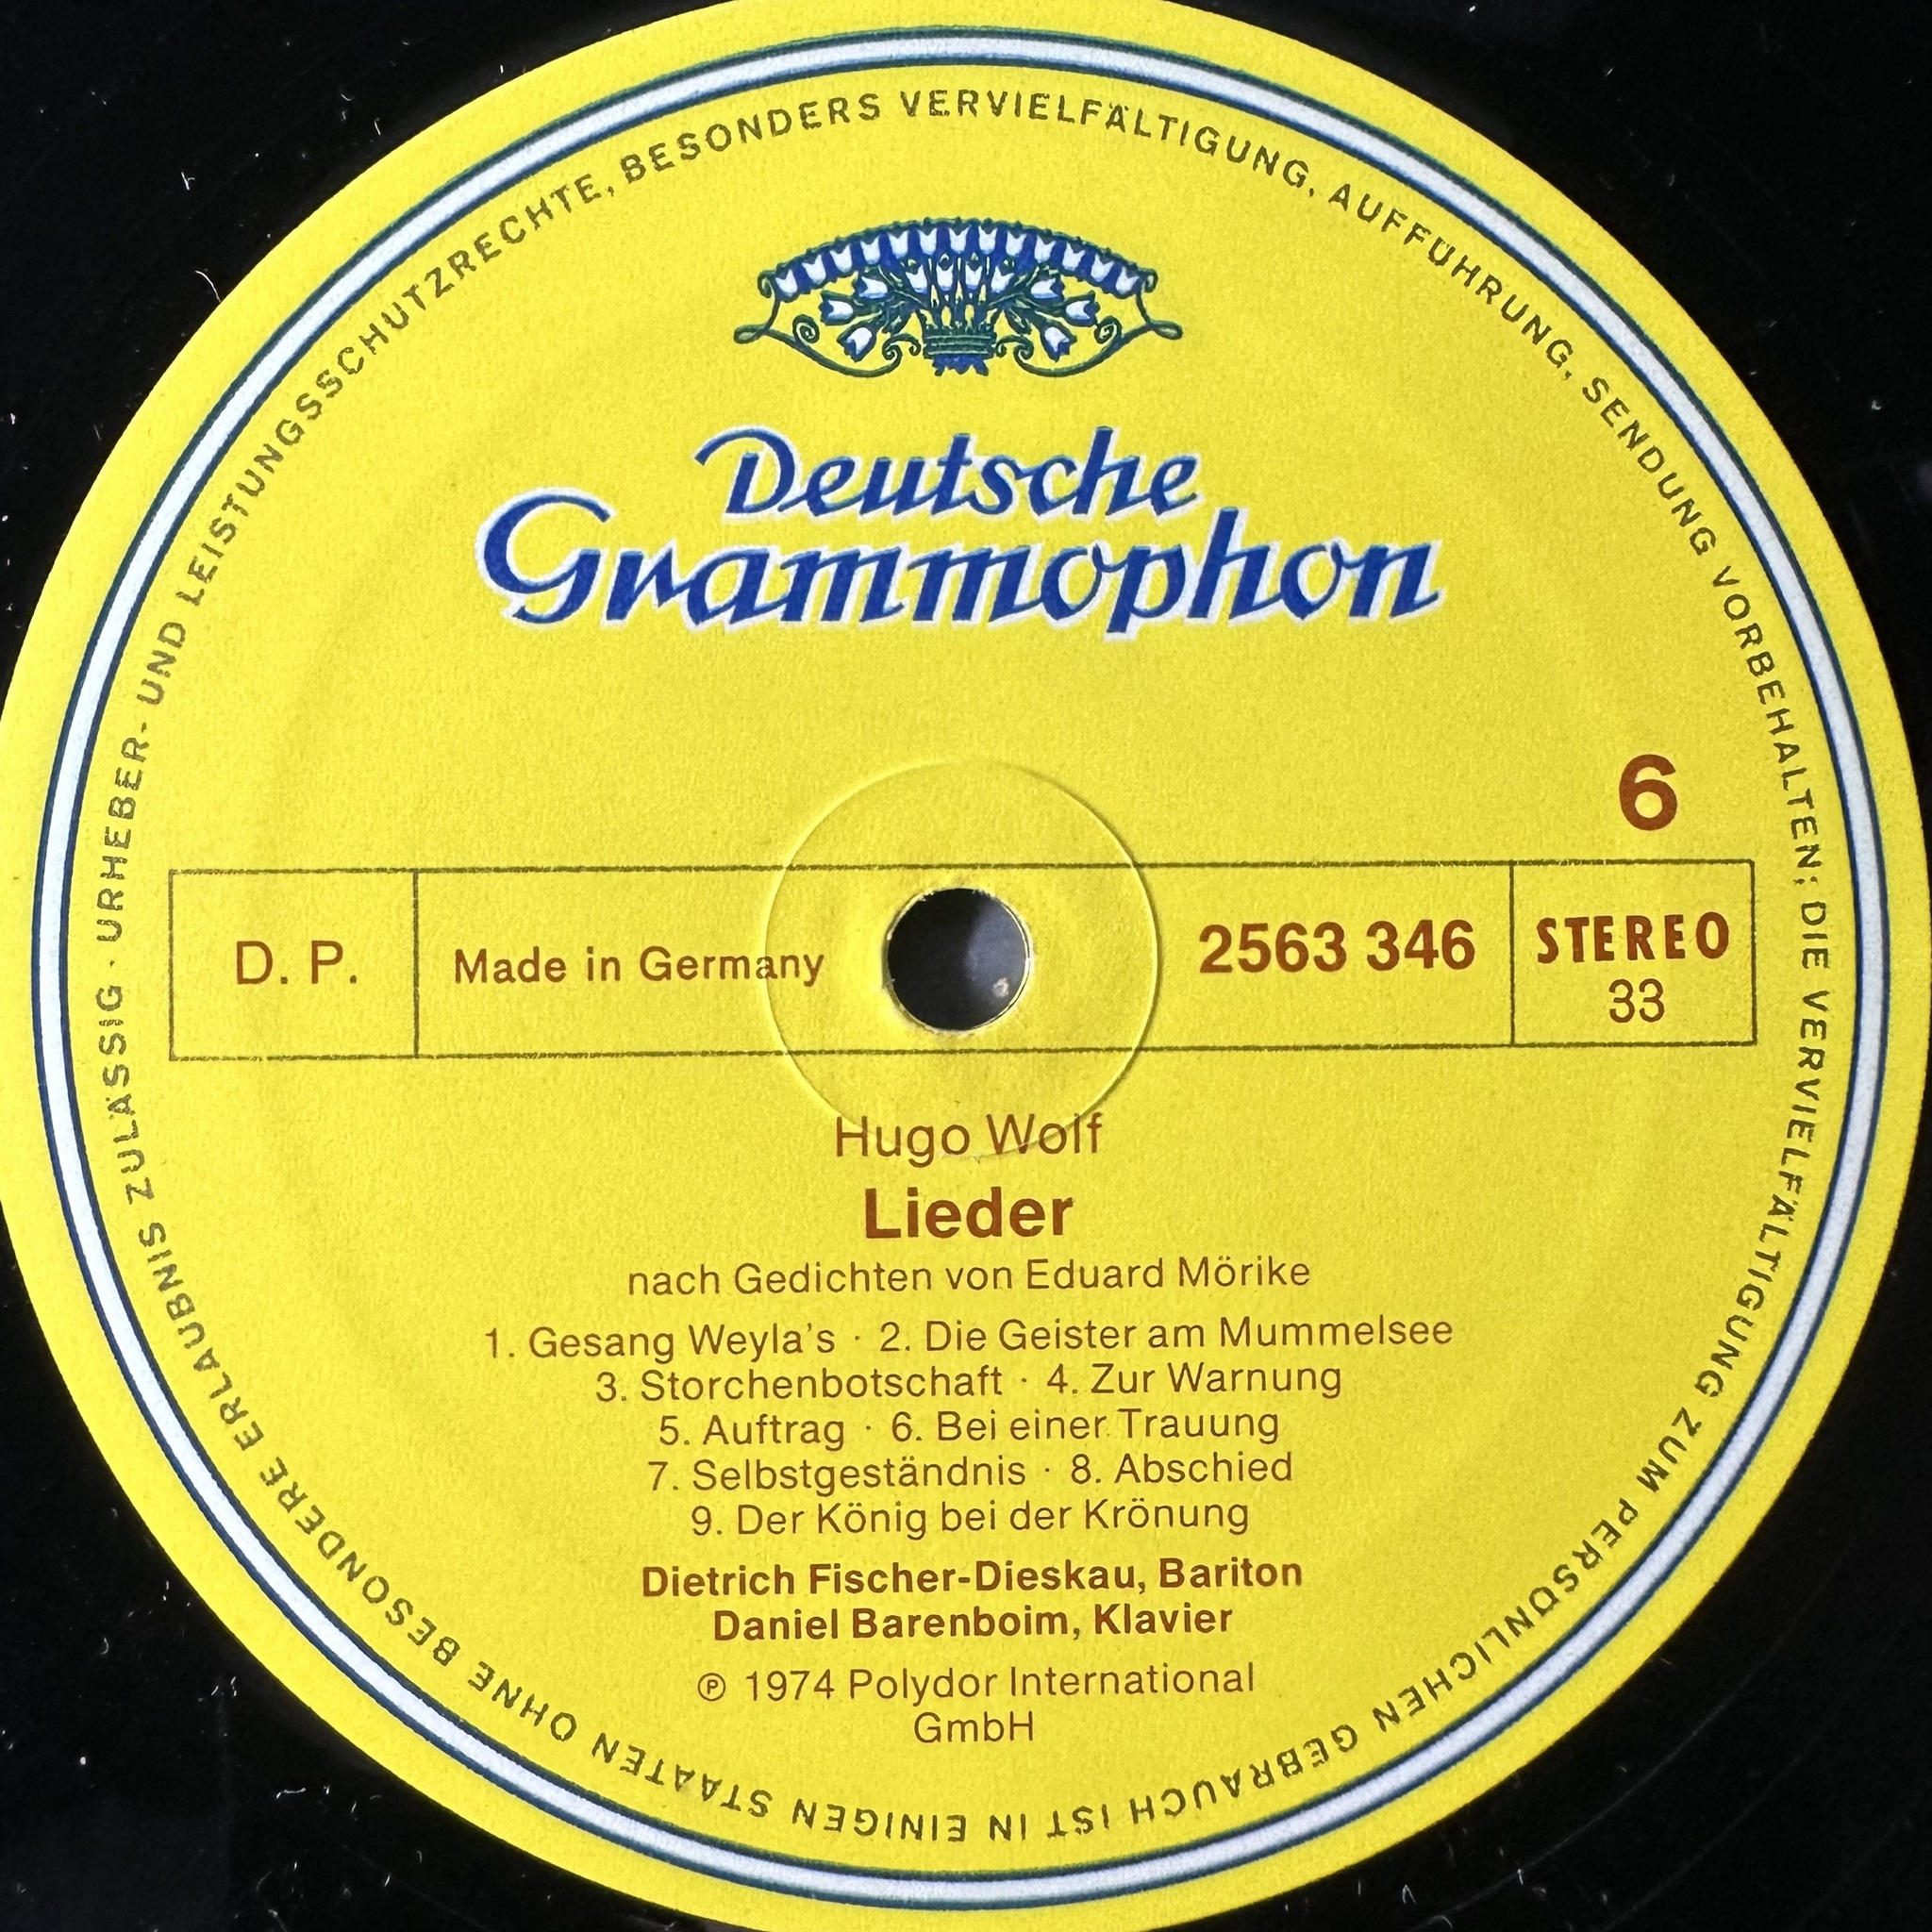 URHEBER- UND LEISTUNGSSCHUTZRECHTE, BESONDERS VERVIELFÄLTIGUNG, AUFFÜHRUNG, SENDUNG VORBEHALTEN; DIE VERVIELFÄLTIGUNG ZUM PERSÖNLICHEN GEBRAUCH IST IN EINIGEN STAATEN OHNE BESONDERE ERLAUBNIS ZULÄSSIG ·
Deutsche
Grammophon
6
D. P.
Made in Germany
2563 346
STEREO
33
Hugo Wolf
Lieder
nach Gedichten von Eduard Mörike
1. Gesang Weyla's · 2. Die Geister am Mummelsee
3. Storchenbotschaft · 4. Zur Warnung
5. Auftrag · 6. Bei einer Trauung
7. Selbstgeständnis · 8. Abschied
9. Der König bei der Krönung
Dietrich Fischer-Dieskau, Bariton
Daniel Barenboim, Klavier
℗ 1974 Polydor International
GmbH